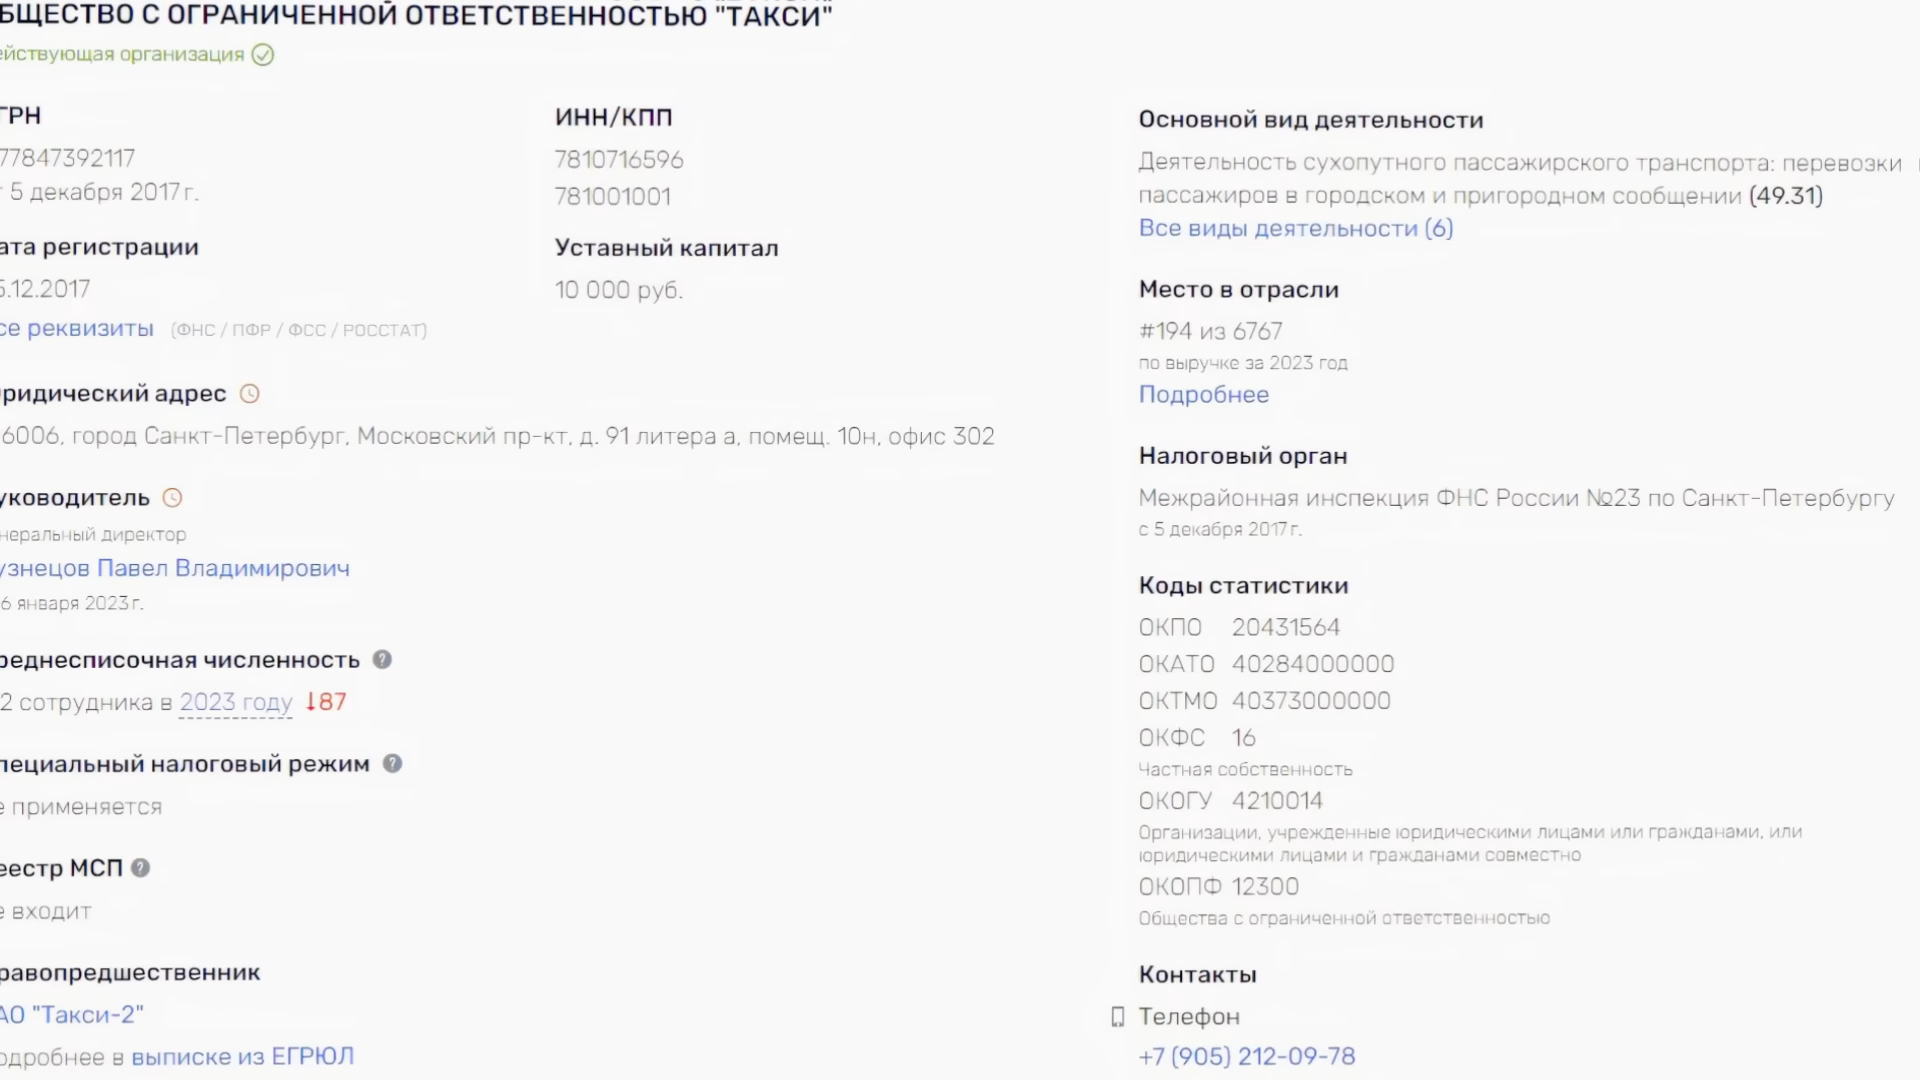 БЩЕСТВО С ОГРАНИЧЕННОЙ ОТВЕТСТВЕННОСТЬЮ "ТАКСИ"
ействующая организация
ГРН
77847392117
5 декабря 2017 г.
ата регистрации
5.12.2017
се реквизиты (ФНС / ПФР / ФСС / РОССТАТ)
ИНН/КПП
7810716596
781001001
Уставный капитал
10 000 руб.
ридический адрес
6006, город Санкт-Петербург, Московский пр-кт, д. 91 литера а, помещ. 10н, офис 302
уководитель
неральный директор
узнецов Павел Владимирович
6 января 2023 г.
реднесписочная численность
2 сотрудника в 2023 году ↓87
пециальный налоговый режим
е применяется
еестр МСП
е входит
равопредшественник
АО "Такси-2"
одробнее в выписке из ЕГРЮЛ
Основной вид деятельности
Деятельность сухопутного пассажирского транспорта: перевозки
пассажиров в городском и пригородном сообщении (49.31)
Все виды деятельности (6)
Место в отрасли
#194 из 6767
по выручке за 2023 год
Подробнее
Налоговый орган
Межрайонная инспекция ФНС России №23 по Санкт-Петербургу
с 5 декабря 2017 г.
Коды статистики
ОКПО 20431564
ОКАТО 40284000000
ОКТМО 40373000000
ОКФС 16
Частная собственность
ОКОГУ 4210014
Организации, учрежденные юридическими лицами или гражданами, или
юридическими лицами и гражданами совместно
ОКОПФ 12300
Общества с ограниченной ответственностью
Контакты
Телефон
+7 (905) 212-09-78